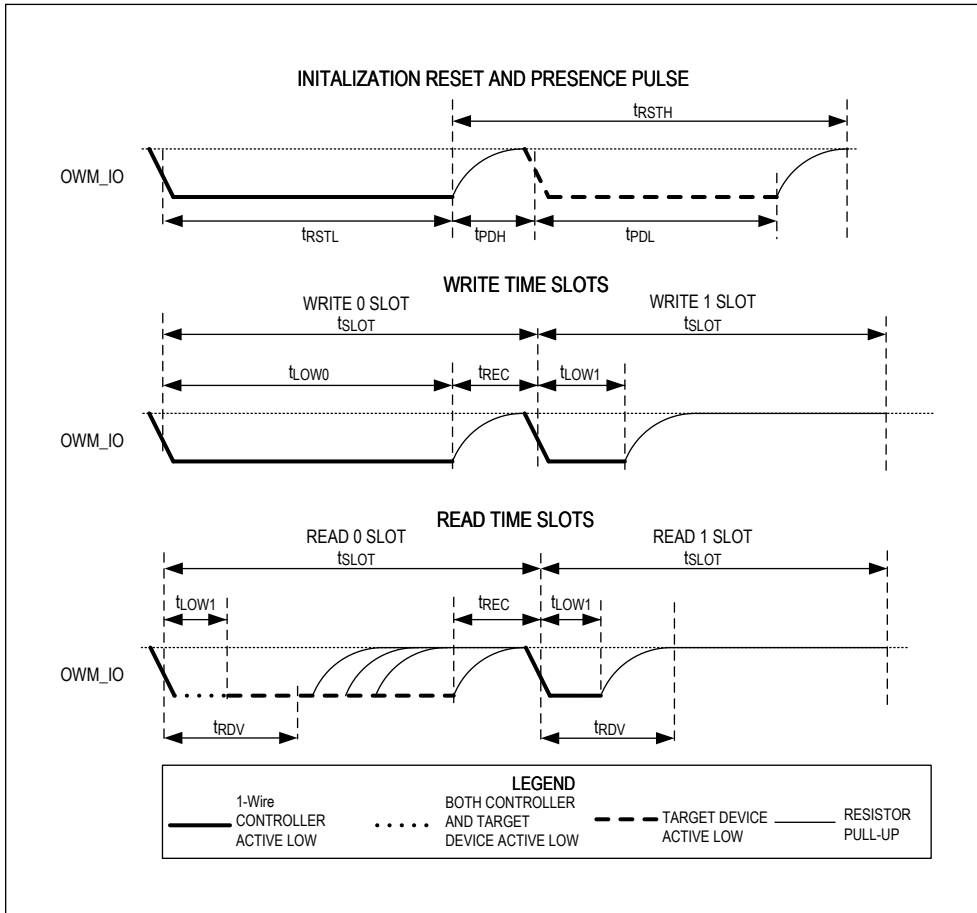 INITALIZATION RESET AND PRESENCE PULSE
tRSTH
OWM_IO
tRSTL
tPDH
tPDL
WRITE TIME SLOTS
WRITE 0 SLOT
WRITE 1 SLOT
tSLOT
tSLOT
tLOW0
tREC
tLOW1
OWM_IO
READ TIME SLOTS
READ 0 SLOT
READ 1 SLOT
tSLOT
tSLOT
tLOW1
tREC
tLOW1
OWM_IO
tRDV
tRDV
LEGEND
1-Wire
CONTROLLER
ACTIVE LOW
BOTH CONTROLLER
AND TARGET
DEVICE ACTIVE LOW
TARGET DEVICE
ACTIVE LOW
RESISTOR
PULL-UP